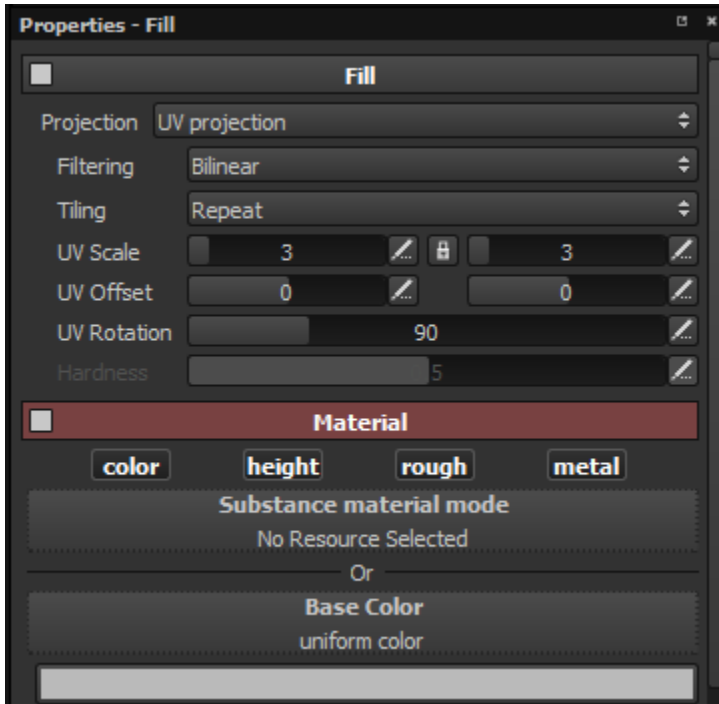 Properties - Fill
Fill
Projection UV projection
Filtering Bilinear
Tiling Repeat
UV Scale 3 3
UV Offset 0 0
UV Rotation 90
Hardness 5
Material
color height rough metal
Substance material mode
No Resource Selected
Or
Base Color
uniform color